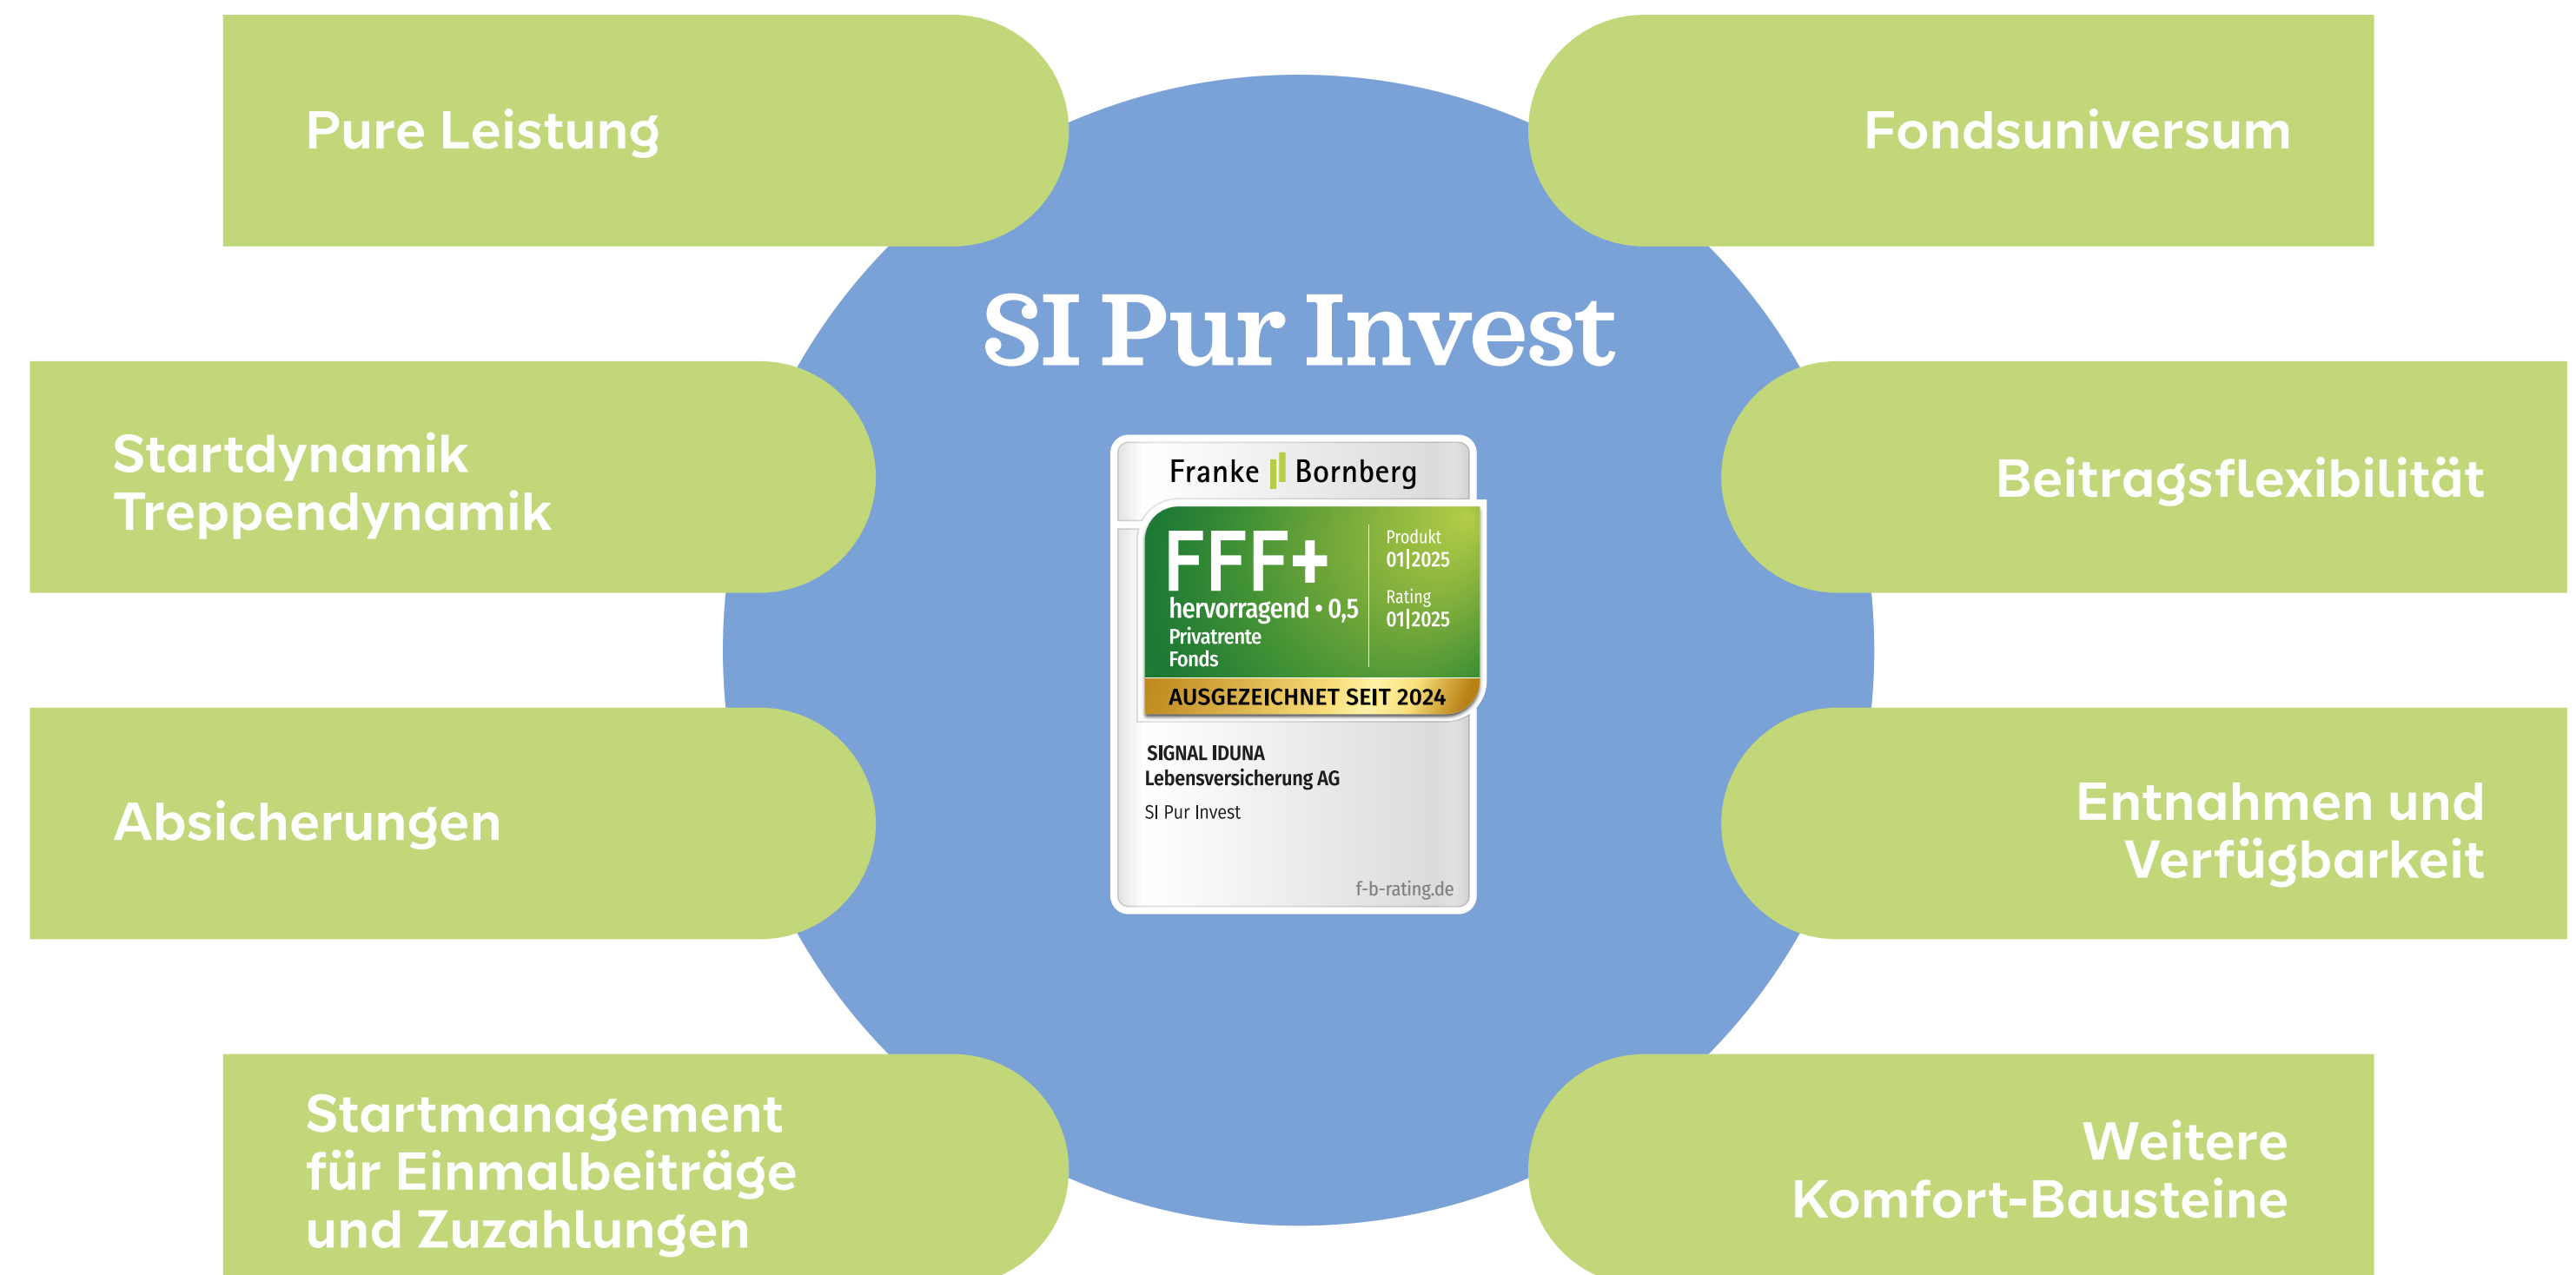 Pure Leistung
Fondsuniversum
SI Pur Invest
Startdynamik
Treppendynamik
Beitragsflexibilität
Franke Bornberg
FFF+
hervorragend • 0,5
Privatrente
Fonds
Produkt
01|2025
Rating
01|2025
AUSGEZEICHNET SEIT 2024
SIGNAL IDUNA
Lebensversicherung AG
SI Pur Invest
f-b-rating.de
Absicherungen
Entnahmen und
Verfügbarkeit
Startmanagement
für Einmalbeiträge
und Zuzahlungen
Weitere
Komfort-Bausteine